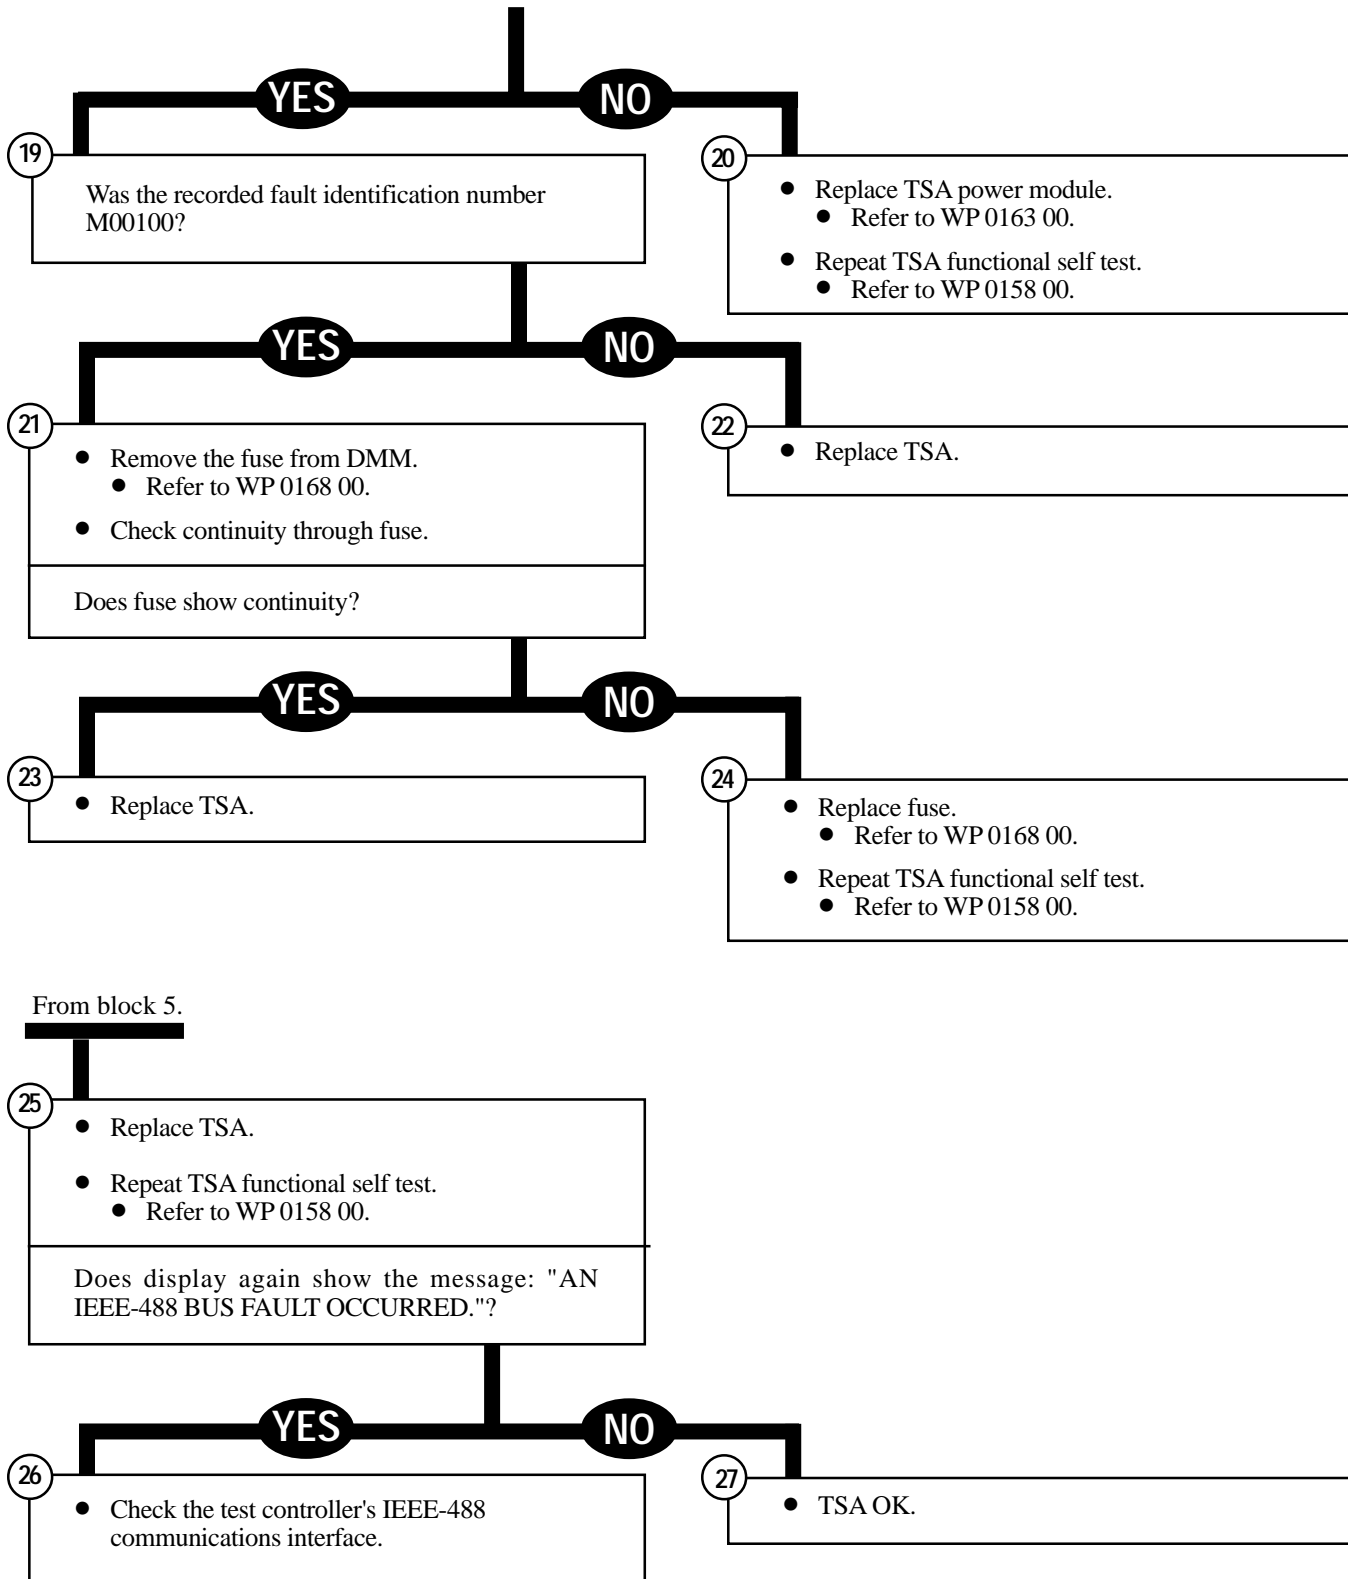 YES
NO
19
Was the recorded fault identification number
M00100?
20
● Replace TSA power module.
● Refer to WP 0163 00.
● Repeat TSA functional self test.
● Refer to WP 0158 00.
YES
NO
21
● Remove the fuse from DMM.
● Refer to WP 0168 00.
● Check continuity through fuse.
Does fuse show continuity?
22
● Replace TSA.
YES
NO
23
● Replace TSA.
24
● Replace fuse.
● Refer to WP 0168 00.
● Repeat TSA functional self test.
● Refer to WP 0158 00.
From block 5.
25
● Replace TSA.
● Repeat TSA functional self test.
● Refer to WP 0158 00.
Does display again show the message: "AN
IEEE-488 BUS FAULT OCCURRED."?
YES
NO
26
● Check the test controller's IEEE-488
communications interface.
27
● TSA OK.